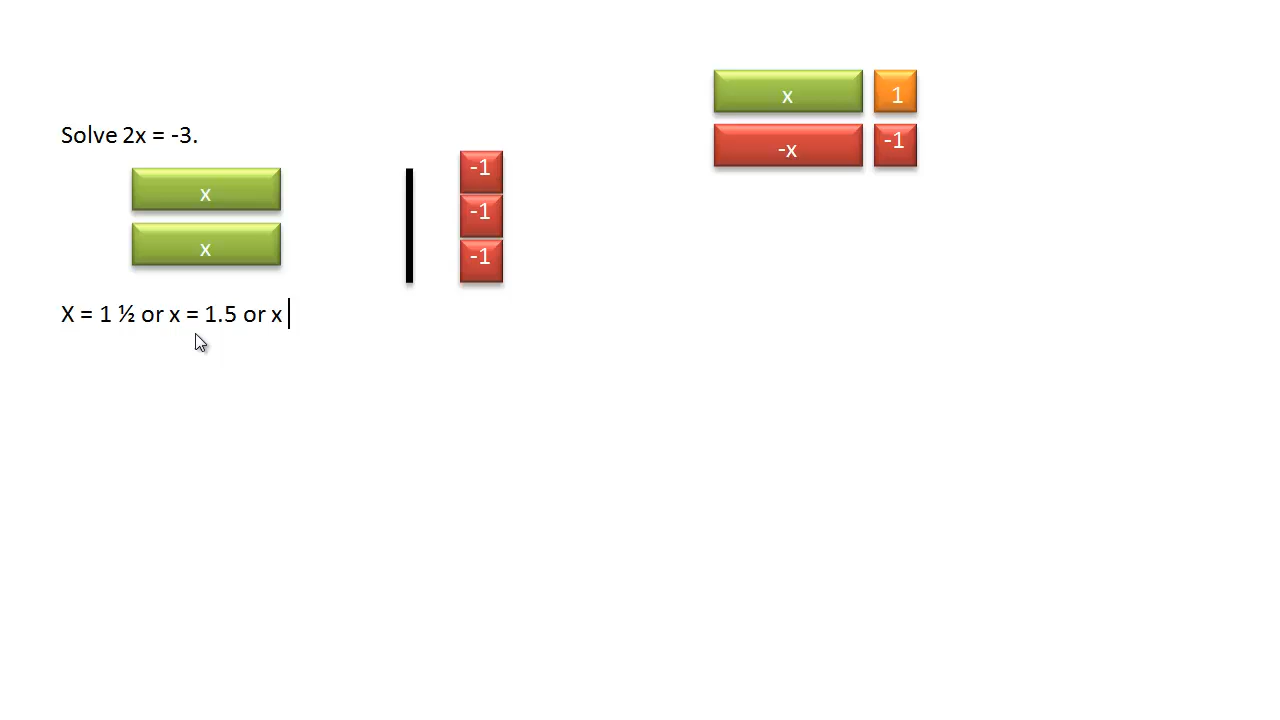 Solve 2x = -3.
x
x
-1
-1
-1
X = 1 ½ or x = 1.5 or x
x
1
-x
-1